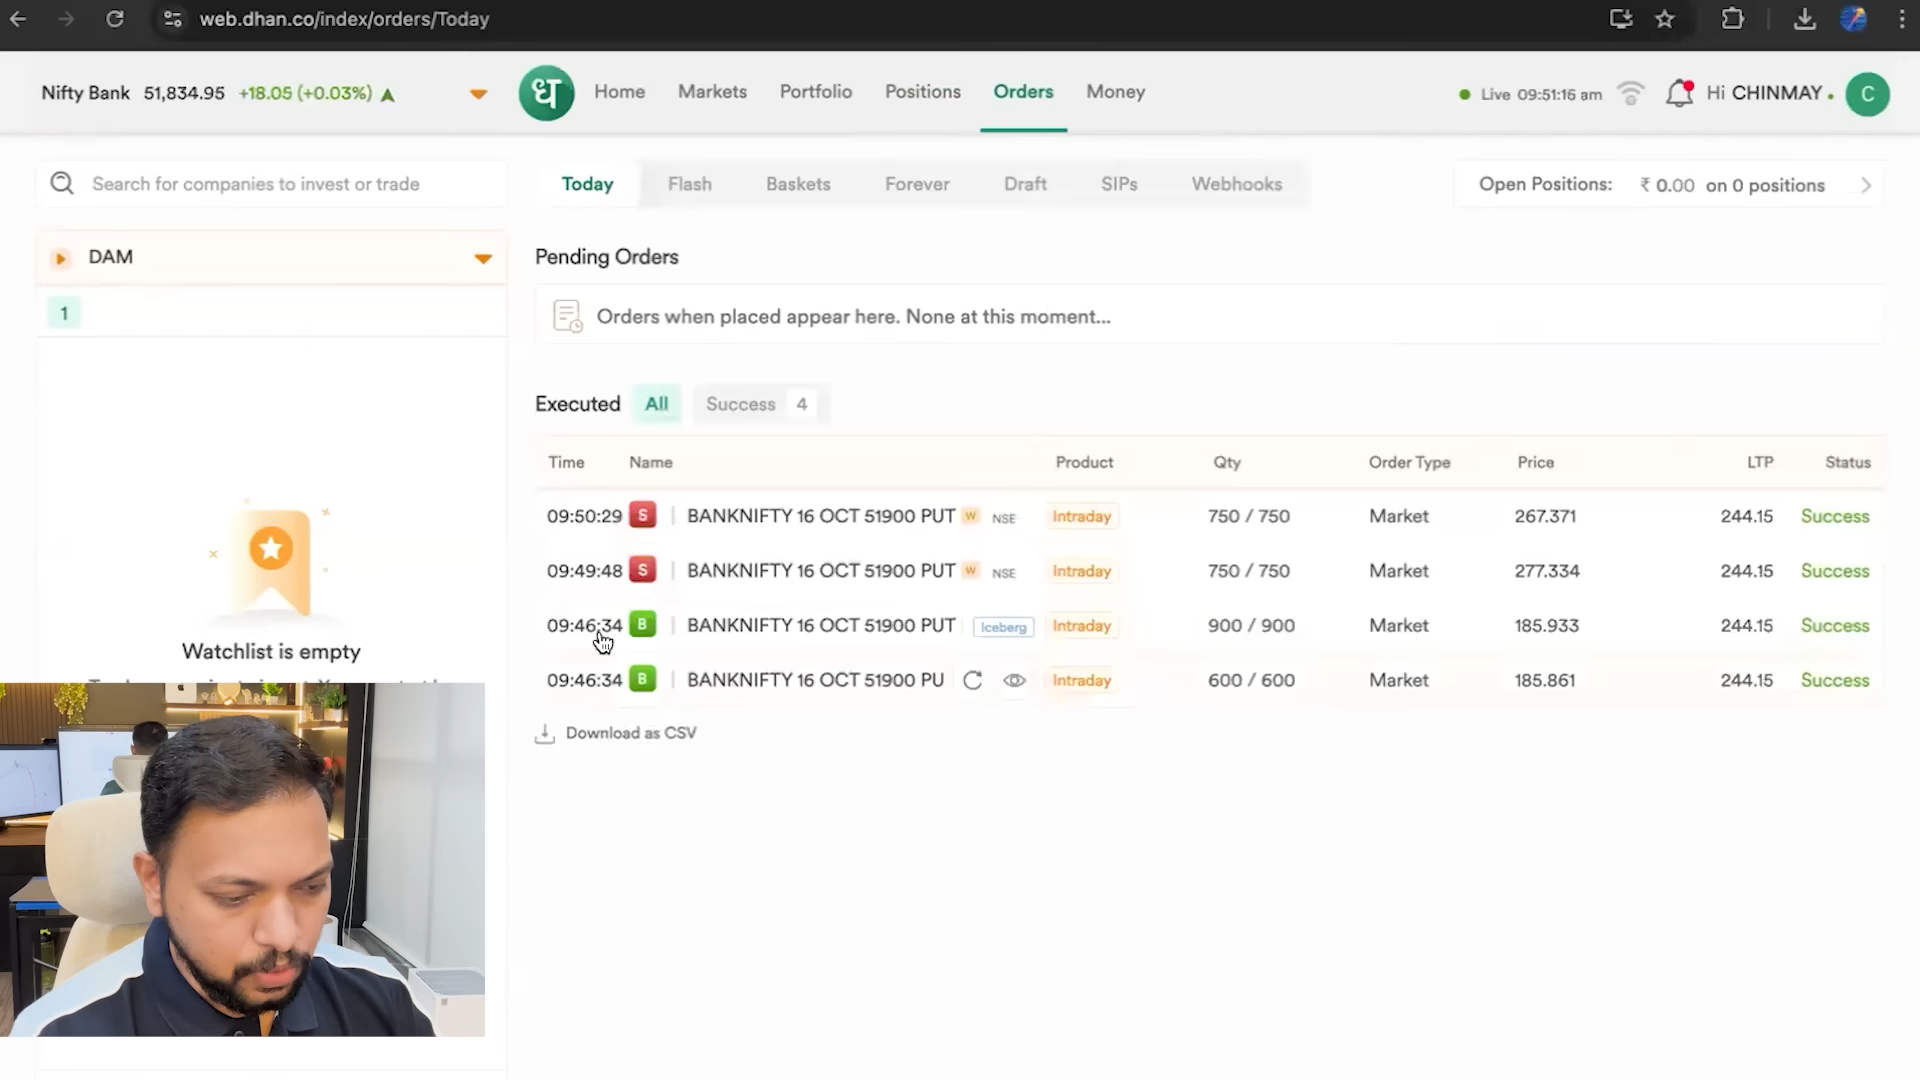 web.dhan.co/index/orders/Today
Nifty Bank 51,834.95 +18.05 (+0.03%)
ध
Home Markets Portfolio Positions Orders Money
Live 09:51:16 am
Hi CHINMAY
C
Search for companies to invest or trade
Today Flash Baskets Forever Draft SIPs Webhooks
Open Positions: ₹ 0.00 on 0 positions
DAM
1
Pending Orders
Orders when placed appear here. None at this moment...
Executed All Success 4
Time Name Product Qty Order Type Price LTP Status
09:50:29 S BANKNIFTY 16 OCT 51900 PUT W NSE Intraday 750 / 750 Market 267.371 244.15 Success
09:49:48 S BANKNIFTY 16 OCT 51900 PUT W NSE Intraday 750 / 750 Market 277.334 244.15 Success
09:46:34 B BANKNIFTY 16 OCT 51900 PUT Iceberg Intraday 900 / 900 Market 185.933 244.15 Success
09:46:34 B BANKNIFTY 16 OCT 51900 PU Intraday 600 / 600 Market 185.861 244.15 Success
Download as CSV
Watchlist is empty